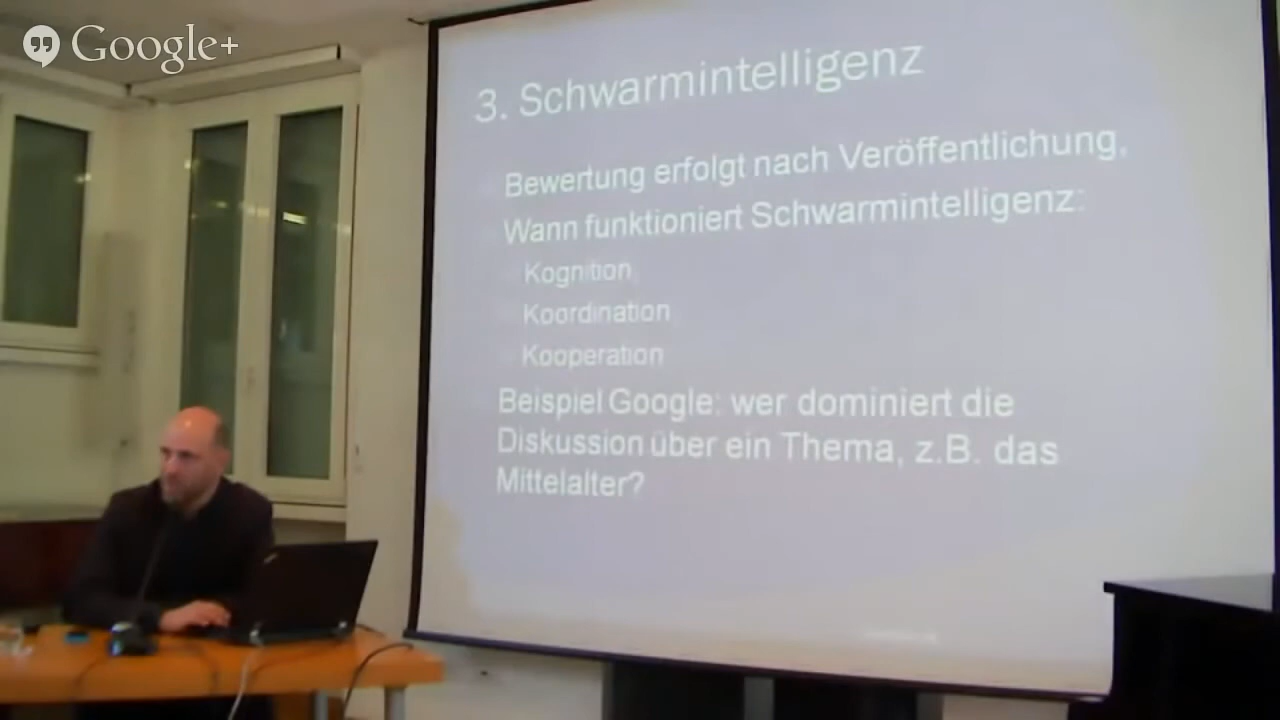 Google+
3. Schwarmintelligenz
Bewertung erfolgt nach Veröffentlichung,
Wann funktioniert Schwarmintelligenz:
Kognition
Koordination
Kooperation
Beispiel Google: wer dominiert die
Diskussion über ein Thema, z.B. das
Mittelalter?